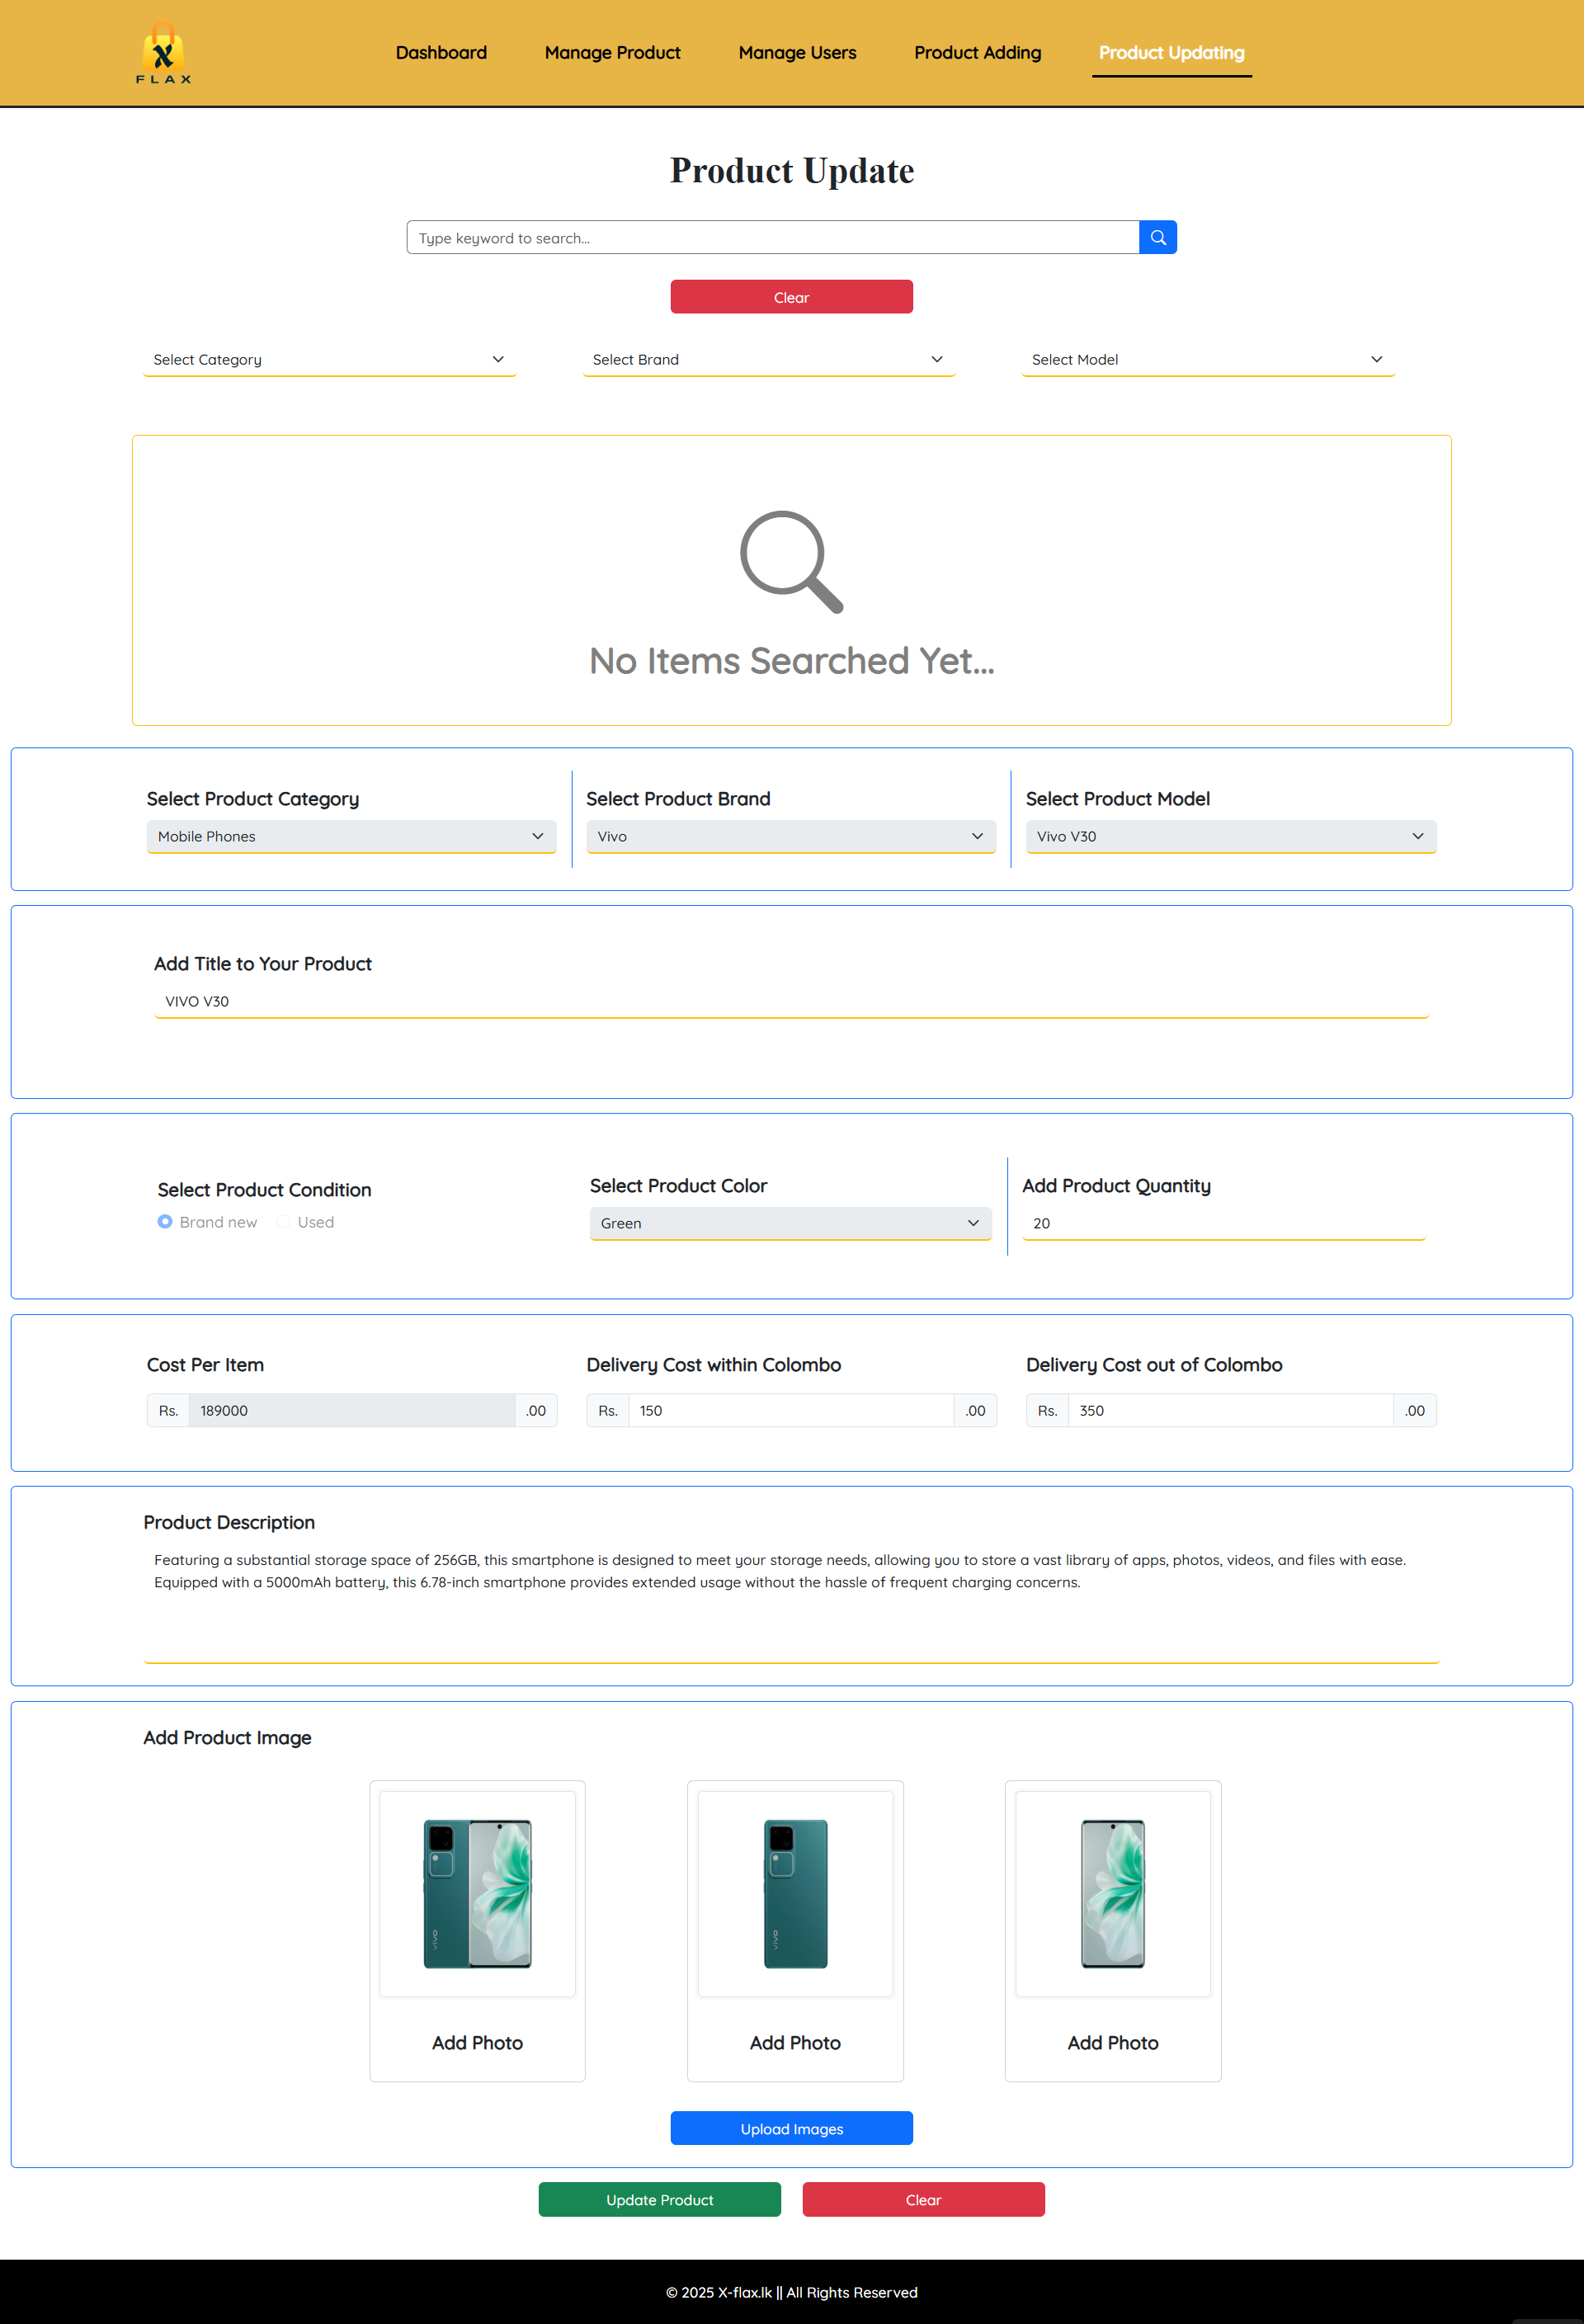 X
FLAX
Dashboard
Manage Product
Manage Users
Product Adding
Product Updating
Product Update
Type keyword to search...
Clear
Select Category
Select Brand
Select Model
No Items Searched Yet...
Select Product Category
Select Product Brand
Select Product Model
Mobile Phones
Vivo
Vivo V30
Add Title to Your Product
VIVO V30
Select Product Condition
Select Product Color
Add Product Quantity
Brand new
Used
Green
20
Cost Per Item
Delivery Cost within Colombo
Delivery Cost out of Colombo
Rs. 189000 .00
Rs. 150 .00
Rs. 350 .00
Product Description
Featuring a substantial storage space of 256GB, this smartphone is designed to meet your storage needs, allowing you to store a vast library of apps, photos, videos, and files with ease.
Equipped with a 5000mAh battery, this 6.78-inch smartphone provides extended usage without the hassle of frequent charging concerns.
Add Product Image
vivo
vivo
Add Photo
Add Photo
Add Photo
Upload Images
Update Product
Clear
© 2025 X-flax.lk || All Rights Reserved